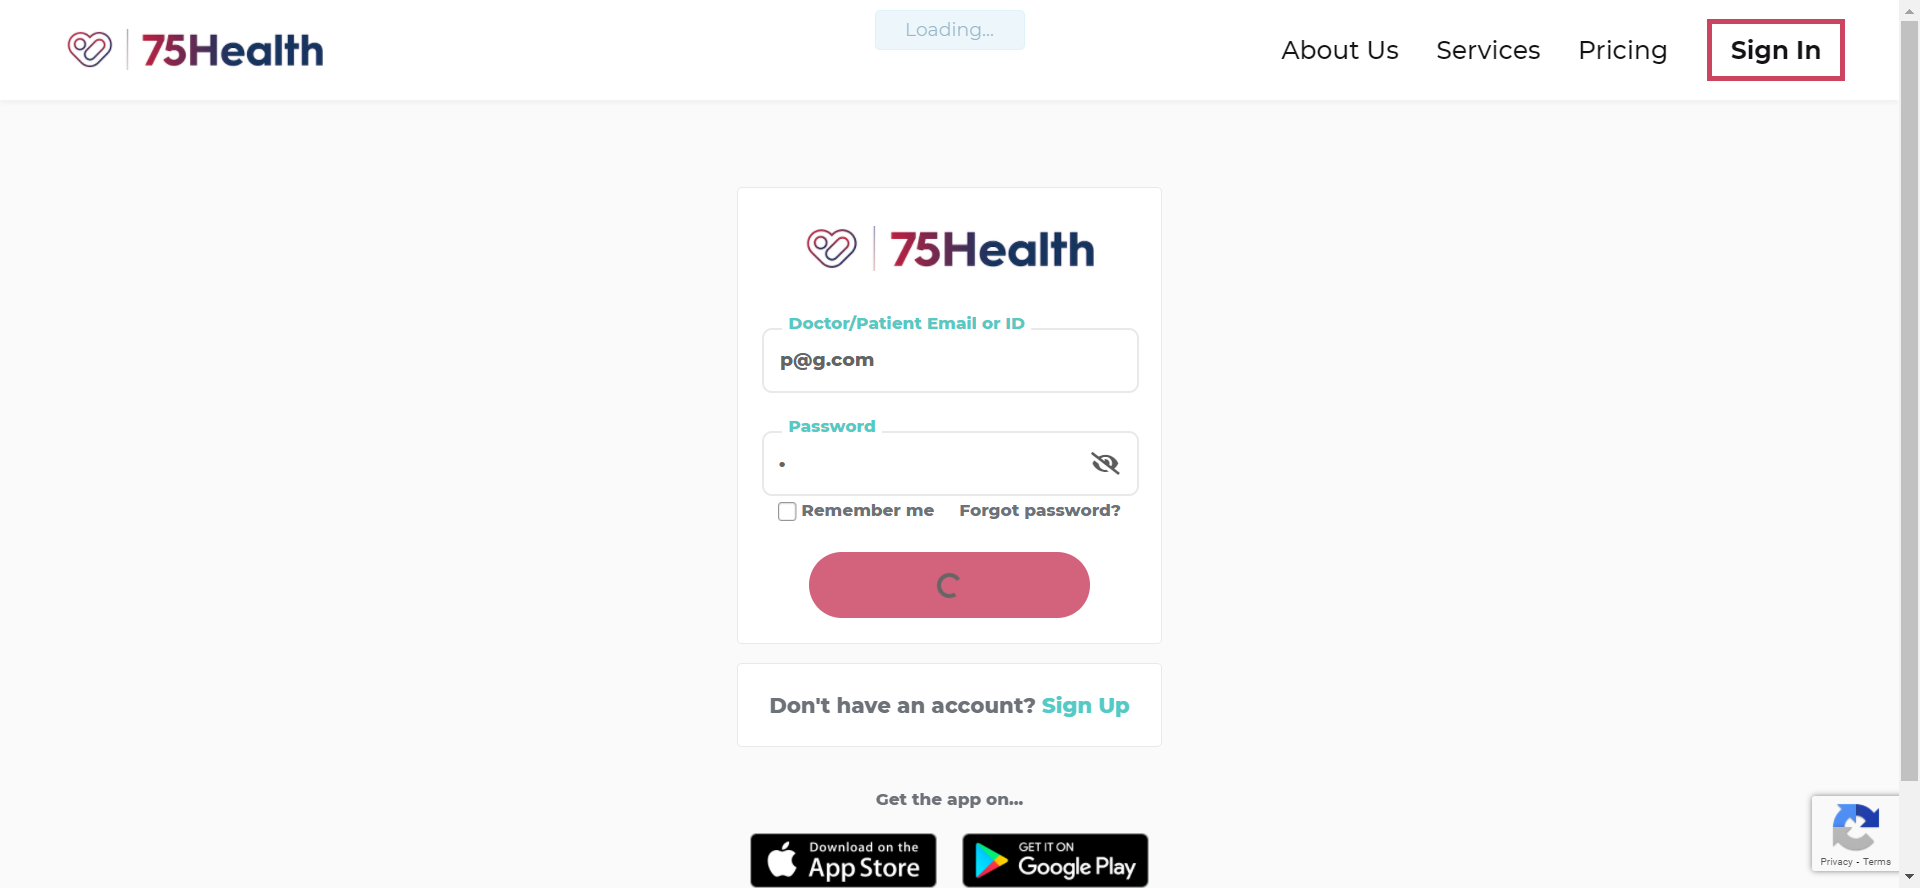 75Health
Loading...
About Us
Services
Pricing
Sign In
75Health
Doctor/Patient Email or ID
p@g.com
Password
•
Remember me
Forgot password?
Don't have an account? Sign Up
Get the app on...
Download on the
App Store
GET IT ON
Google Play
Privacy - Terms